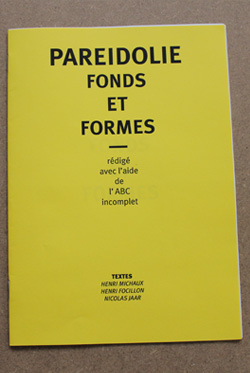 PAREIDOLIE
FONDS
ET
FORMES
rédigé
avec l'aide
de
l'ABC
incomplet
TEXTES
HENRI MICHAUX
HENRI FOCILLON
NICOLAS JAAR